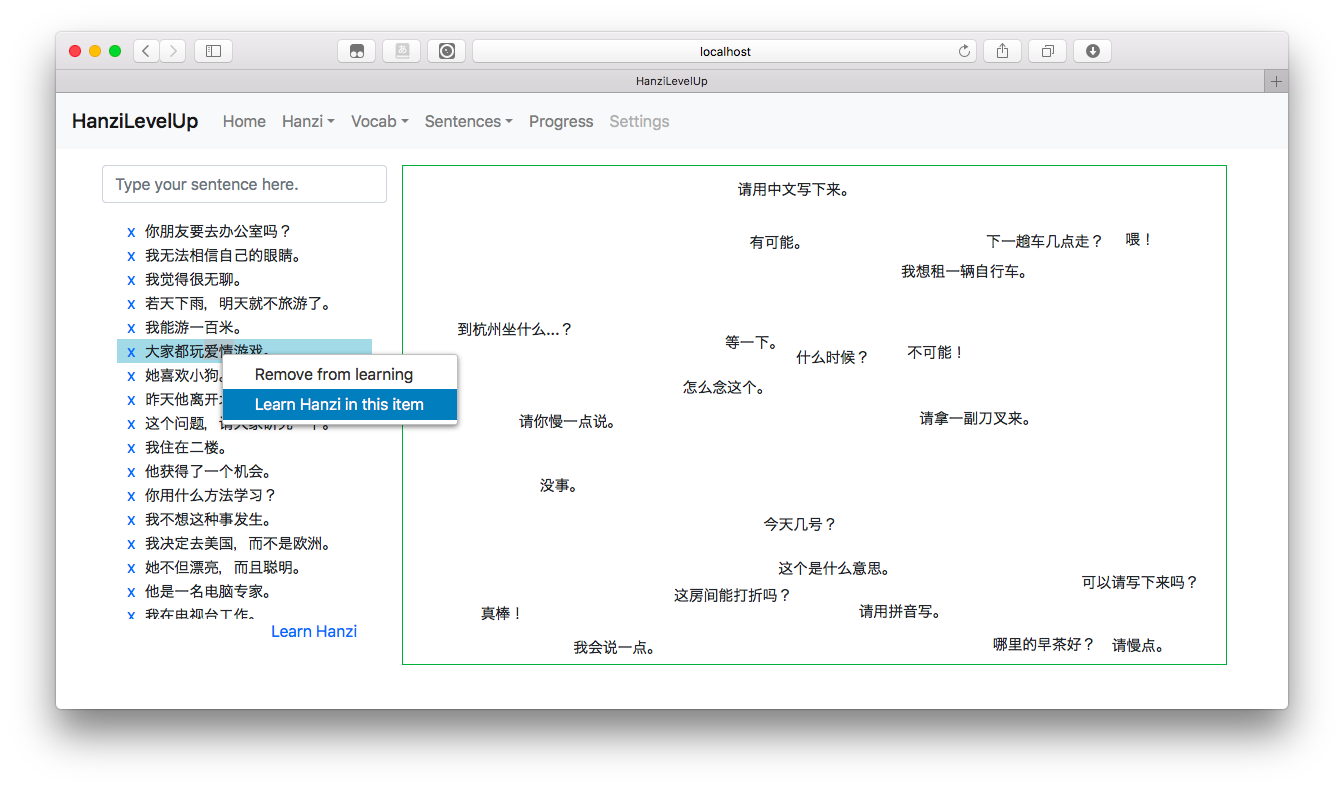 localhost
HanziLevelUp
HanziLevelUp Home Hanzi Vocab Sentences Progress Settings
Type your sentence here.
x 你朋友要去办公室吗？
x 我无法相信自己的眼睛。
x 我觉得很无聊。
x 若天下雨，明天就不旅游了。
x 我能游一百米。
x 大家都玩爱情游戏。
x 她喜欢小狗。
x 昨天他离开
x 这个问题，请大家研究一下。
x 我住在二楼。
x 他获得了一个机会。
x 你用什么方法学习？
x 我不想这种事发生。
x 我决定去美国，而不是欧洲。
x 她不但漂亮，而且聪明。
x 他是一名电脑专家。
x 我在电视台工作。
Learn Hanzi
Remove from learning
Learn Hanzi in this item
请用中文写下来。
有可能。
下一趟车几点走？
喂！
我想租一辆自行车。
到杭州坐什么...？
等一下。
什么时候？
不可能！
怎么念这个。
请你慢一点说。
请拿一副刀叉来。
没事。
今天几号？
这个是什么意思。
可以请写下来吗？
这房间能打折吗？
请用拼音写。
真棒！
我会说一点。
哪里的早茶好？
请慢点。